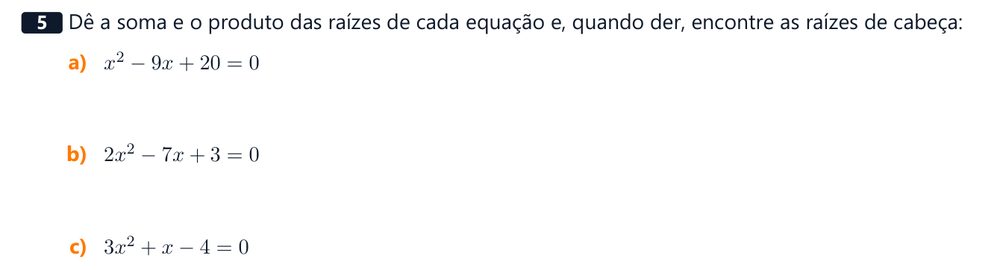 5 Dê a soma e o produto das raízes de cada equação e, quando der, encontre as raízes de cabeça:
a) x² − 9x + 20 = 0
b) 2x² − 7x + 3 = 0
c) 3x² + x − 4 = 0